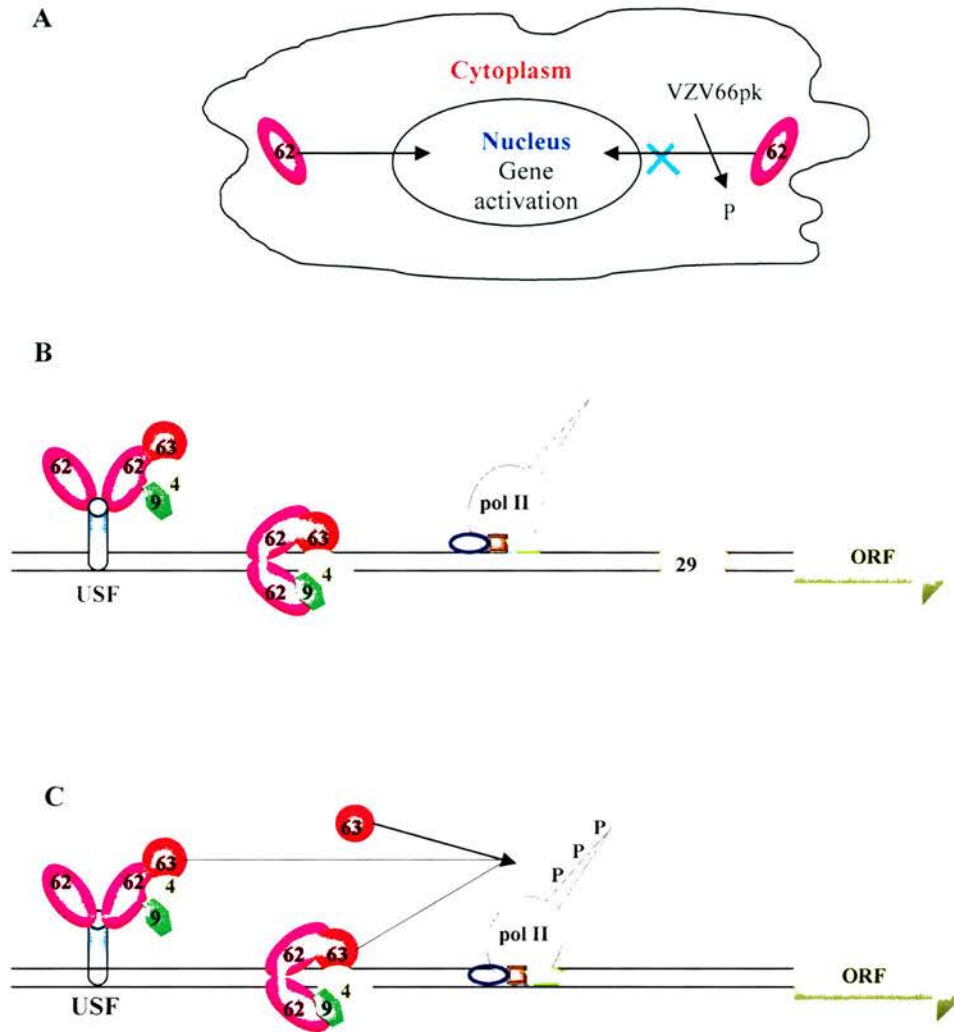 A
Cytoplasm
VZV66pk
62
Nucleus
62
Gene
activation
P
B
63
62
62
4
9
pol II
62
63
4
29
ORF
62
9
USF
C
63
P
P
P
63
62
62
4
9
pol II
62
63
4
ORF
62
9
USF